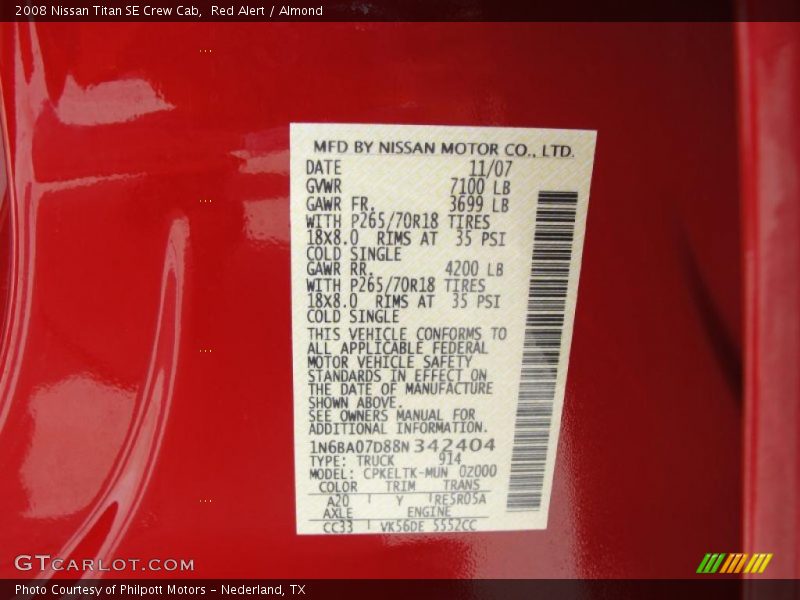 2008 Nissan Titan SE Crew Cab, Red Alert / Almond
MFD BY NISSAN MOTOR CO., LTD.
DATE 11/07
GVWR 7100 LB
GAWR FR. 3699 LB
WITH P265/70R18 TIRES
18X8.0 RIMS AT 35 PSI
COLD SINGLE
GAWR RR. 4200 LB
WITH P265/70R18 TIRES
18X8.0 RIMS AT 35 PSI
COLD SINGLE
THIS VEHICLE CONFORMS TO
ALL APPLICABLE FEDERAL
MOTOR VEHICLE SAFETY
STANDARDS IN EFFECT ON
THE DATE OF MANUFACTURE
SHOWN ABOVE.
SEE OWNERS MANUAL FOR
ADDITIONAL INFORMATION.
1N6BA07D88N342404
TYPE: TRUCK 914
MODEL: CPKELTK-MUN 02000
COLOR TRIM TRANS
A20 Y RE5R05A
AXLE ENGINE
CC33 VK56DE 5552CC
GTCARLOT.COM
Photo Courtesy of Philpott Motors - Nederland, TX